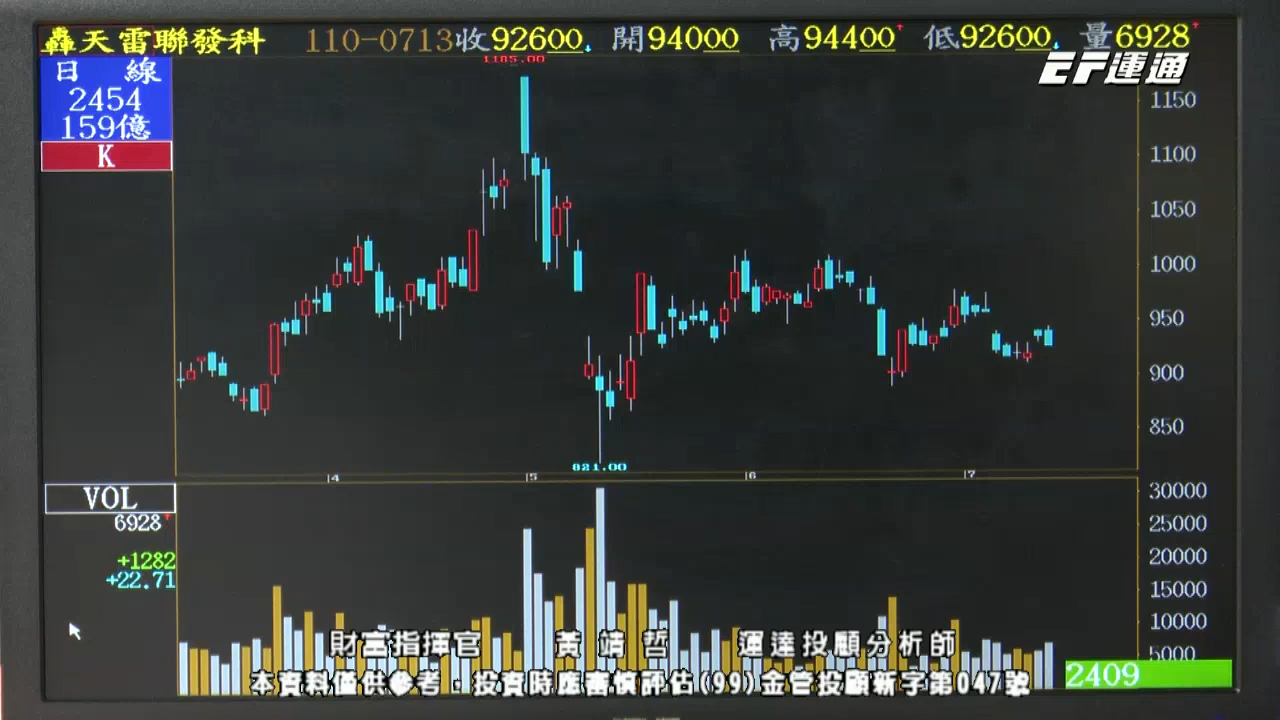 轟天雷聯發科 110-0713收92600↓ 開94000 高94400↑ 低92600↓ 量6928↑
EF運通
日 線
2454
159億
K
1185.00
1150
1100
1050
1000
950
900
850
821.00
4 5 6 7
VOL
6928↑
+1282
+22.71
30000
25000
20000
15000
10000
5000
財富指揮官 黃靖哲 運達投顧分析師
2409
本資料僅供參考，投資時應審慎評估(99)金管投顧新字第047號